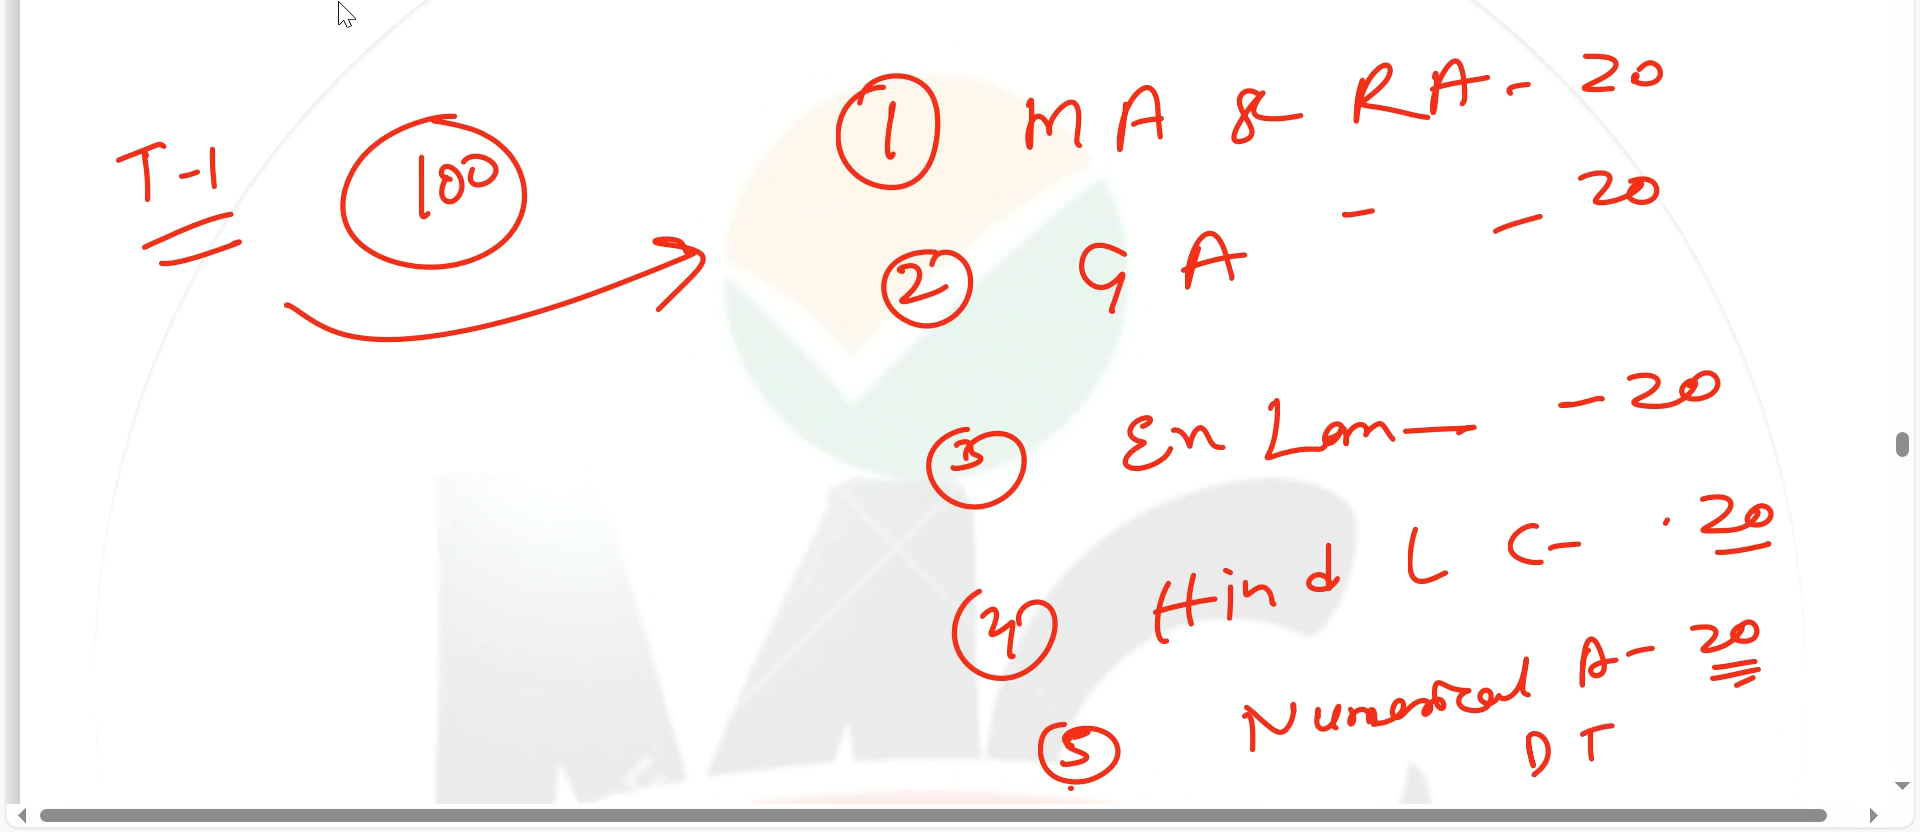 T-1 100
① MA & RA - 20
② GA - - 20
③ En Lan - - 20
④ Hind L C - 20
⑤ Numerical A - 20
DT